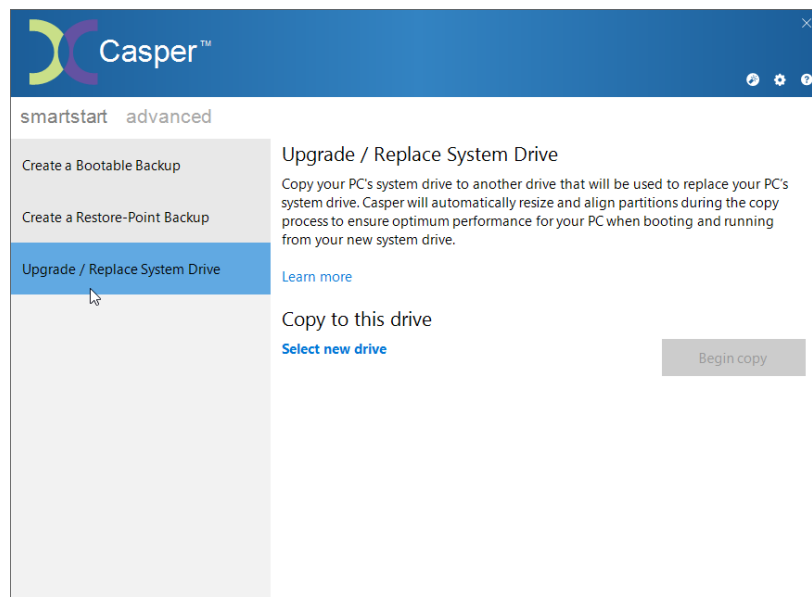 Casper™
smartstart advanced
Create a Bootable Backup
Create a Restore-Point Backup
Upgrade / Replace System Drive
Upgrade / Replace System Drive
Copy your PC's system drive to another drive that will be used to replace your PC's
system drive. Casper will automatically resize and align partitions during the copy
process to ensure optimum performance for your PC when booting and running
from your new system drive.
Learn more
Copy to this drive
Select new drive
Begin copy